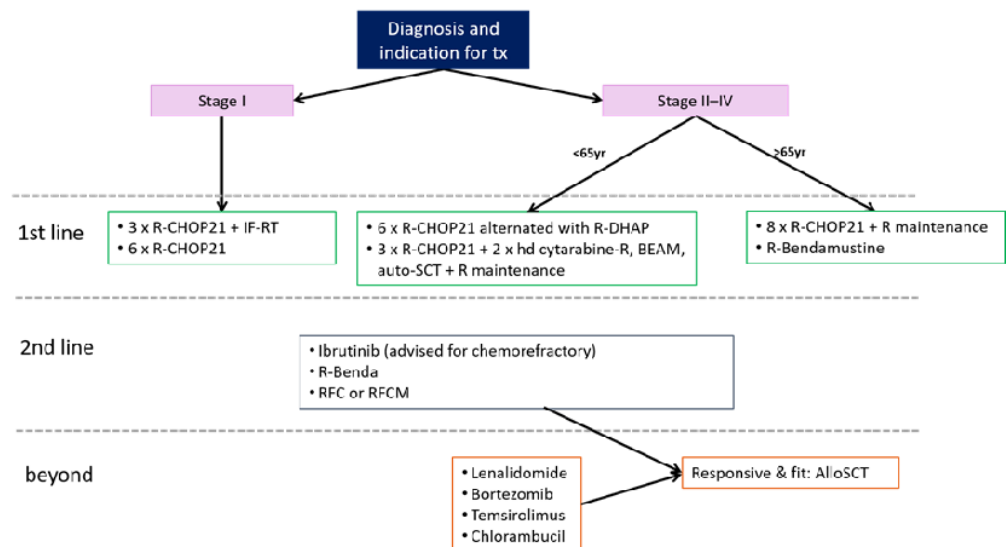 Diagnosis and
indication for tx
Stage I
Stage II–IV
<65yr
>65yr
1st line
• 3 x R-CHOP21 + IF-RT
• 6 x R-CHOP21
• 6 x R-CHOP21 alternated with R-DHAP
• 3 x R-CHOP21 + 2 x hd cytarabine-R, BEAM,
auto-SCT + R maintenance
• 8 x R-CHOP21 + R maintenance
• R-Bendamustine
2nd line
• Ibrutinib (advised for chemorefractory)
• R-Benda
• RFC or RFCM
beyond
• Lenalidomide
• Bortezomib
• Temsirolimus
• Chlorambucil
Responsive & fit: AlloSCT